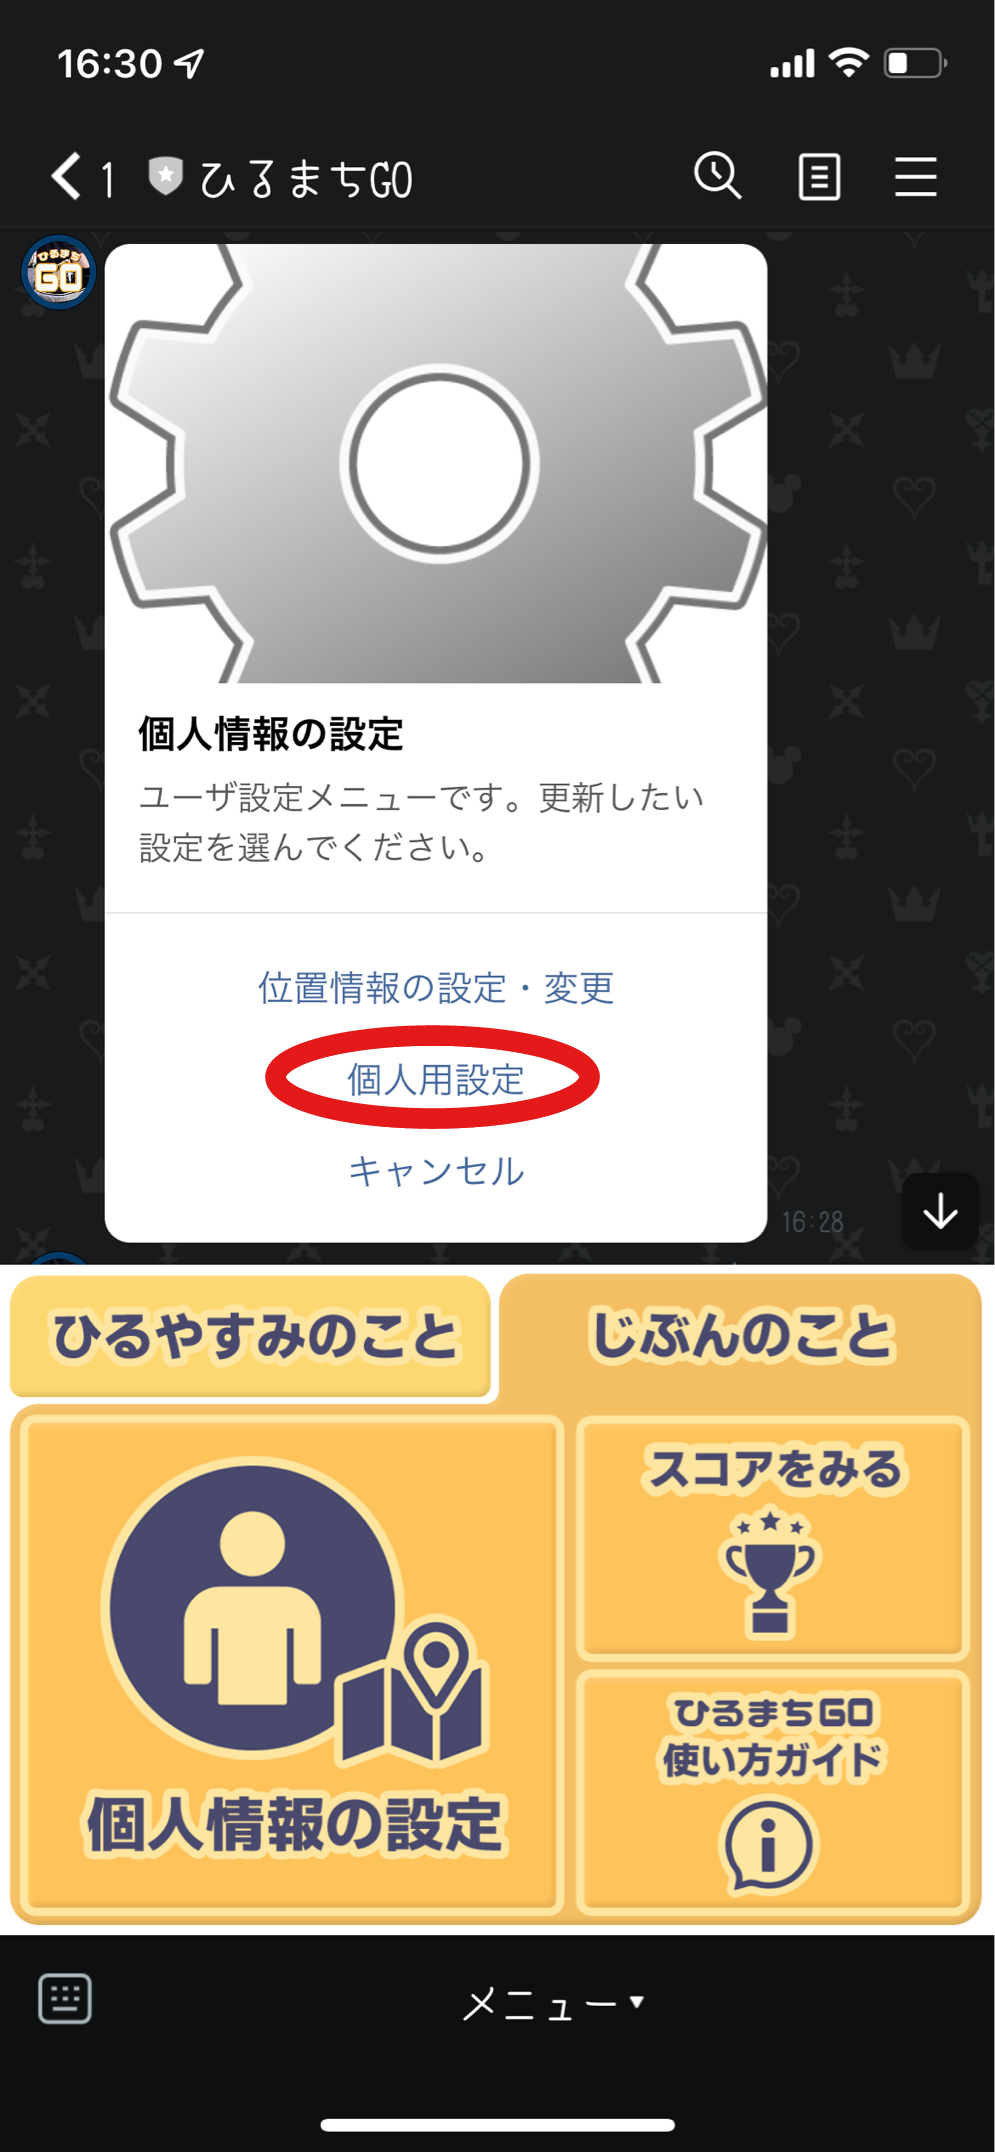 16:30
1 ひるまちGO
ひるまち
GO
個人情報の設定
ユーザ設定メニューです。更新したい
設定を選んでください。
位置情報の設定・変更
個人用設定
キャンセル
16:28
ひるやすみのこと
じぶんのこと
個人情報の設定
スコアをみる
ひるまちGO
使い方ガイド
メニュー▼